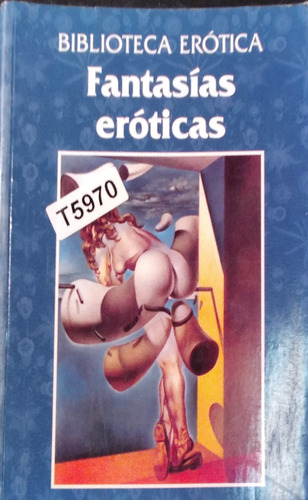 BIBLIOTECA ERÓTICA
Fantasías
eróticas
T5970